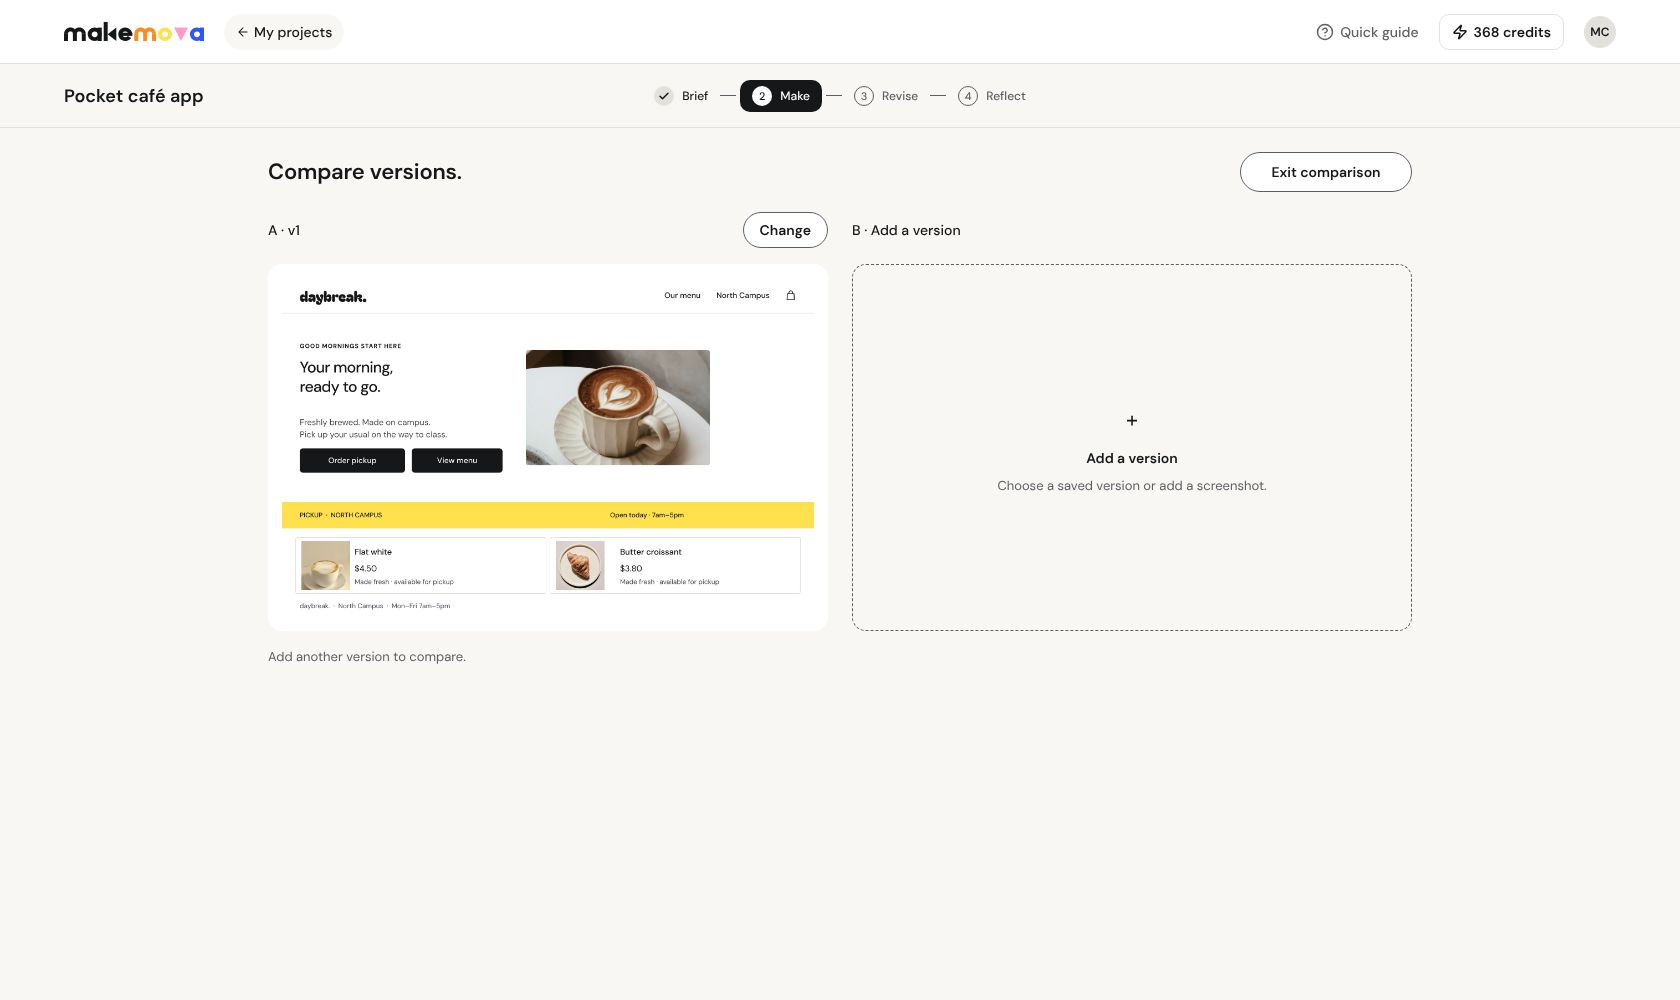 makemova
My projects
Quick guide
368 credits
MC
Pocket café app
Brief
2 Make
3 Revise
4 Reflect
Compare versions.
Exit comparison
A · v1
Change
B · Add a version
daybreak.
Our menu
North Campus
GOOD MORNINGS START HERE
Your morning,
ready to go.
Freshly brewed. Made on campus.
Pick up your usual on the way to class.
Order pickup
View menu
PICKUP · NORTH CAMPUS
Open today · 7am–5pm
Flat white
$4.50
Made fresh · available for pickup
Butter croissant
$3.80
Made fresh · available for pickup
daybreak. · North Campus · Mon–Fri 7am–5pm
+
Add a version
Choose a saved version or add a screenshot.
Add another version to compare.